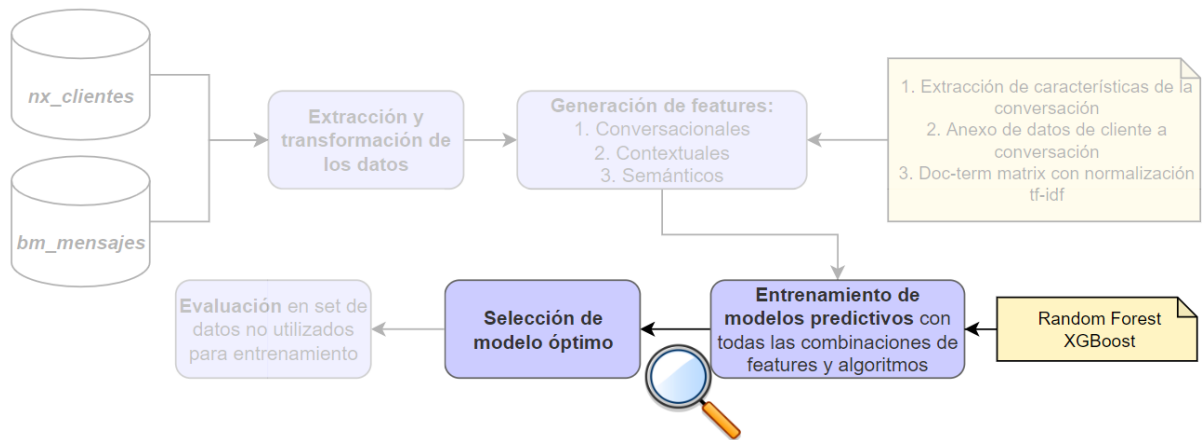 nx_clientes
bm_mensajes
Extracción y
transformación de
los datos
Generación de features:
1. Conversacionales
2. Contextuales
3. Semánticos
1. Extracción de características de la
conversación
2. Anexo de datos de cliente a
conversación
3. Doc-term matrix con normalización
tf-idf
Evaluación en set de
datos no utilizados
para entrenamiento
Selección de
modelo óptimo
Entrenamiento de
modelos predictivos con
todas las combinaciones de
features y algoritmos
Random Forest
XGBoost